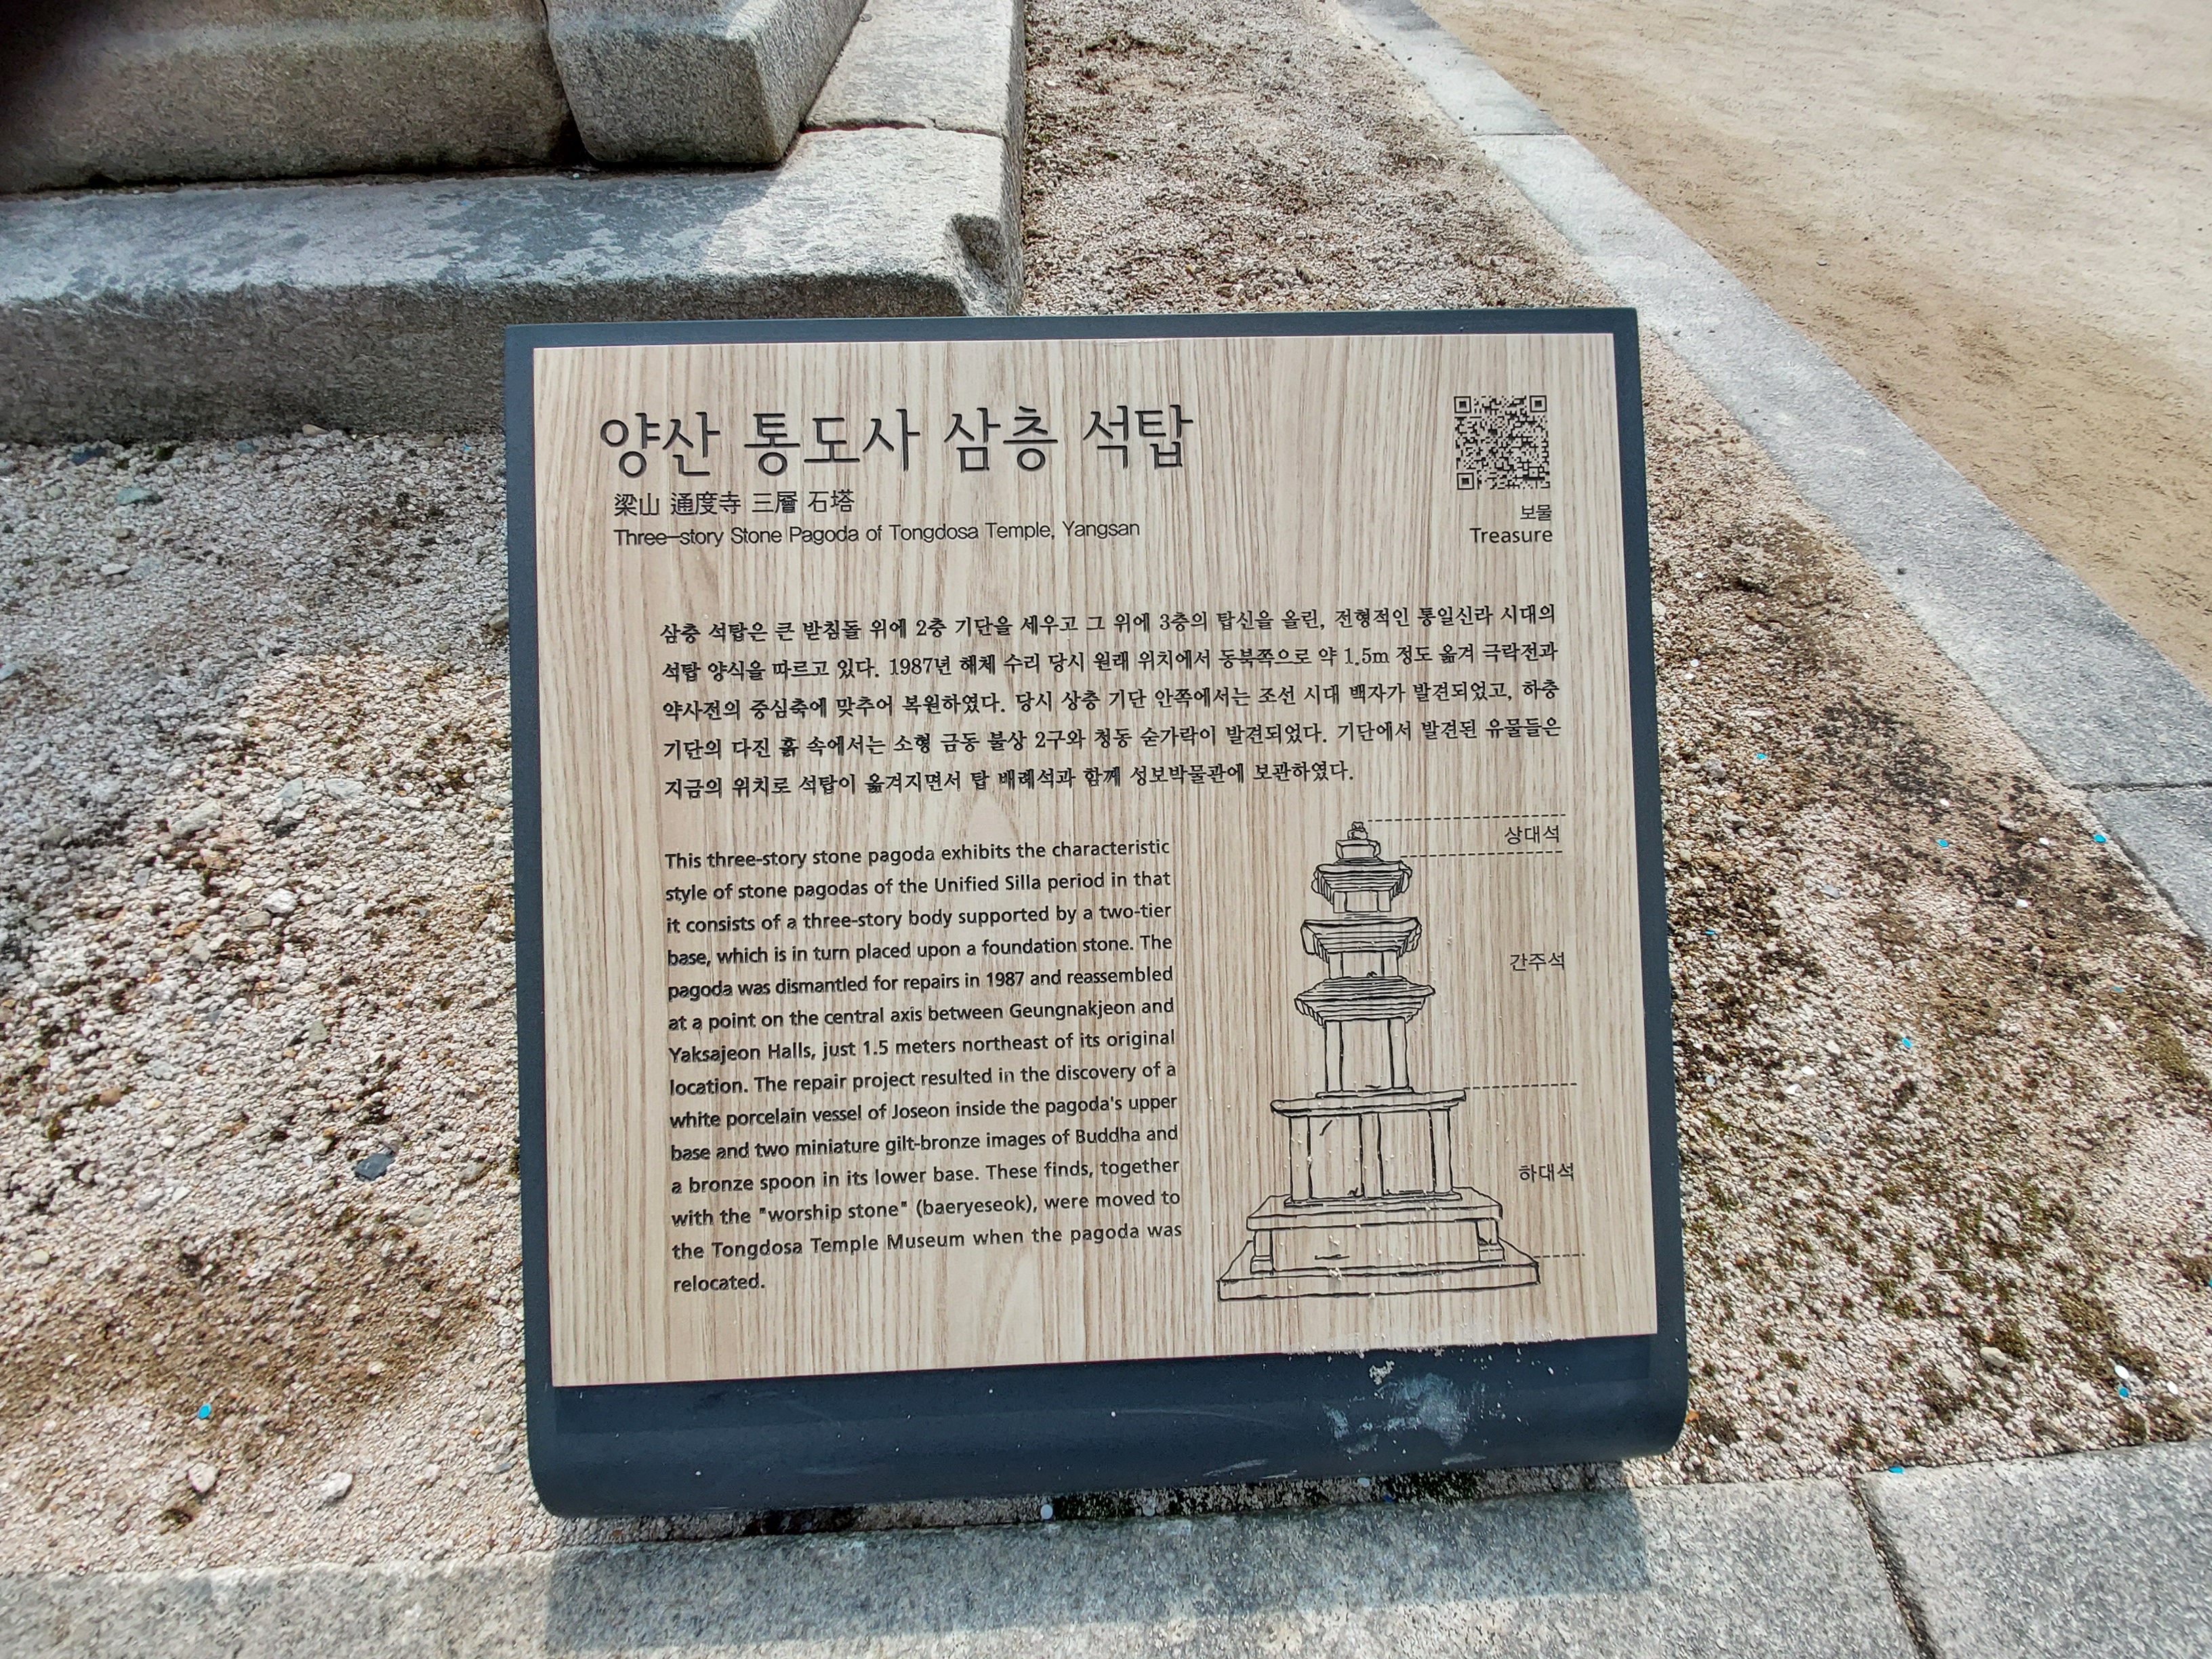 양산 통도사 삼층 석탑
梁山 通度寺 三層 石塔
Three-story Stone Pagoda of Tongdosa Temple, Yangsan
보물
Treasure
삼층 석탑은 큰 받침돌 위에 2층 기단을 세우고 그 위에 3층의 탑신을 올린, 전형적인 통일신라 시대의
석탑 양식을 따르고 있다. 1987년 해체 수리 당시 원래 위치에서 동북쪽으로 약 1.5m 정도 옮겨 극락전과
약사전의 중심축에 맞추어 복원하였다. 당시 상층 기단 안쪽에서는 조선 시대 백자가 발견되었고, 하층
기단의 다진 흙 속에서는 소형 금동 불상 2구와 청동 숟가락이 발견되었다. 기단에서 발견된 유물들은
지금의 위치로 석탑이 옮겨지면서 탑 배례석과 함께 성보박물관에 보관하였다.
This three-story stone pagoda exhibits the characteristic
style of stone pagodas of the Unified Silla period in that
it consists of a three-story body supported by a two-tier
base, which is in turn placed upon a foundation stone. The
pagoda was dismantled for repairs in 1987 and reassembled
at a point on the central axis between Geungnakjeon and
Yaksajeon Halls, just 1.5 meters northeast of its original
location. The repair project resulted in the discovery of a
white porcelain vessel of Joseon inside the pagoda's upper
base and two miniature gilt-bronze images of Buddha and
a bronze spoon in its lower base. These finds, together
with the "worship stone" (baeryeseok), were moved to
the Tongdosa Temple Museum when the pagoda was
relocated.
상대석
간주석
하대석